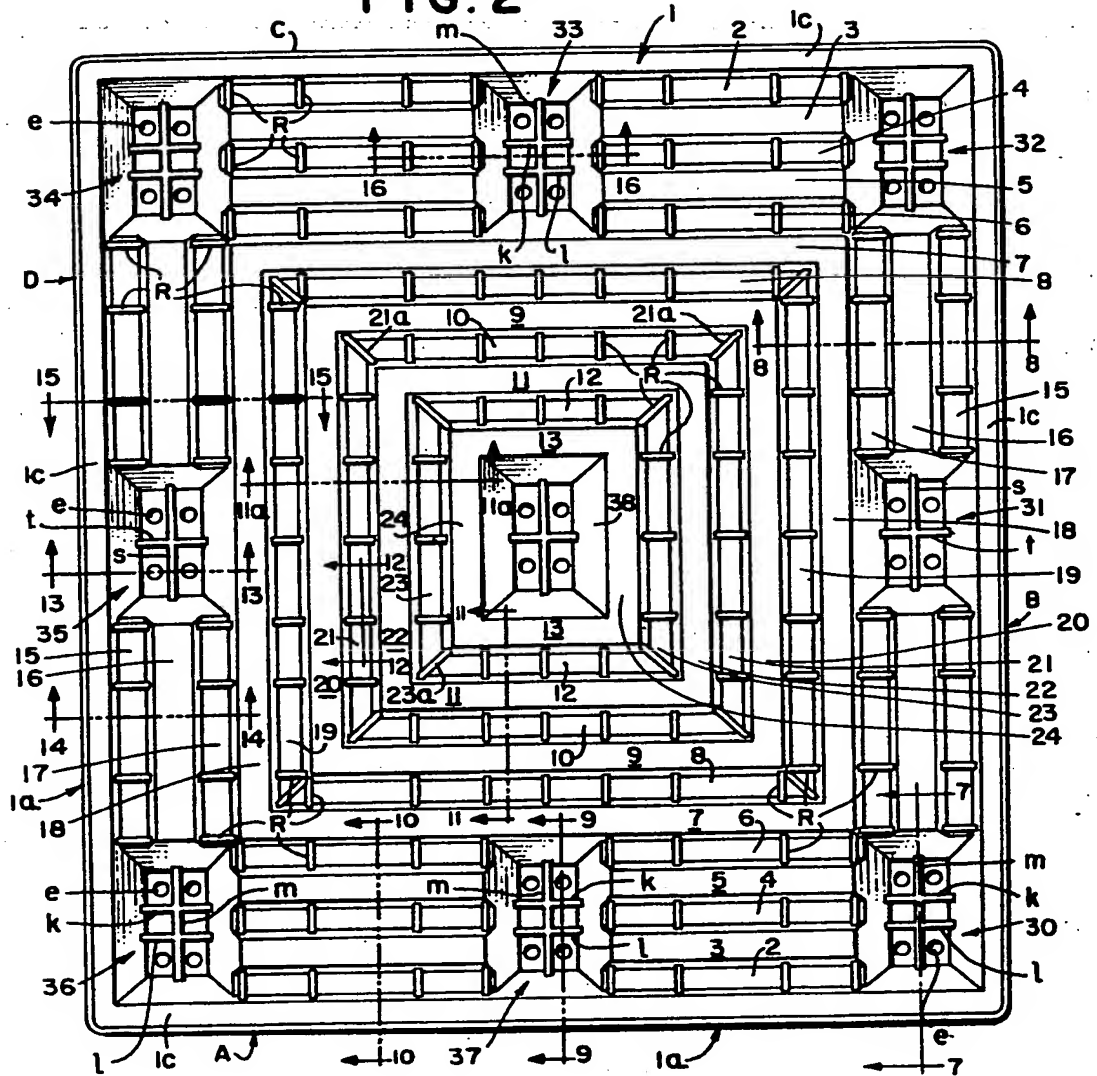 FIG. 2
C m 33 1 1c 2 3
e R 4
34 16 16 32
5
k l 6
7
D R 8
21a 10 9 21a
8 8
R
15 15 11 12 15
1c 1c
13 16
11a 11a 17
e 38 s
t 24 31
s 12 18 t
13 13 23 11 19
35 B
15 21 22 13 20
16 12 21
20 23a 11 12 22
23
14 14 24
17 19 10 9
1a 8
18 R R 7
10 11 9 7 6
e m m k 5 m
k 4 k
l 3 30
36 2 l
l 1c A 10 37 9 1a e 7